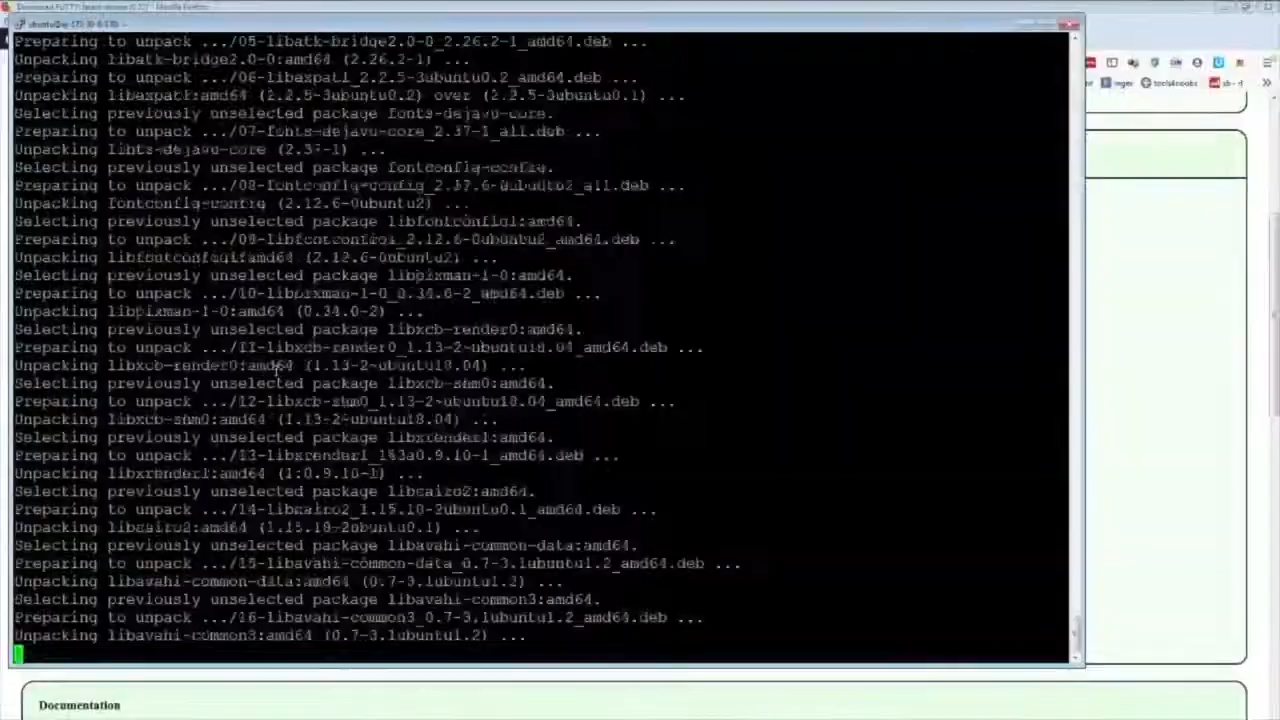 Preparing to unpack .../05-libatk-bridge2.0-0_2.26.2-1_amd64.deb ...
Unpacking libatk-bridge2.0-0:amd64 (2.26.2-1) ...
Preparing to unpack .../06-libexpat1_2.2.5-3ubuntu0.2_amd64.deb ...
Unpacking libexpat1:amd64 (2.2.5-3ubuntu0.2) over (2.2.5-3ubuntu0.1) ...
Selecting previously unselected package fonts-dejavu-core.
Preparing to unpack .../07-fonts-dejavu-core_2.37-1_all.deb ...
Unpacking fonts-dejavu-core (2.37-1) ...
Selecting previously unselected package fontconfig-config.
Preparing to unpack .../08-fontconfig-config_2.12.6-0ubuntu2_all.deb ...
Unpacking fontconfig-config (2.12.6-0ubuntu2) ...
Selecting previously unselected package libfontconfig1:amd64.
Preparing to unpack .../09-libfontconfig1_2.12.6-0ubuntu2_amd64.deb ...
Unpacking libfontconfig1:amd64 (2.12.6-0ubuntu2) ...
Selecting previously unselected package libpixman-1-0:amd64.
Preparing to unpack .../10-libpixman-1-0_0.34.0-2_amd64.deb ...
Unpacking libpixman-1-0:amd64 (0.34.0-2) ...
Selecting previously unselected package libxcb-render0:amd64.
Preparing to unpack .../11-libxcb-render0_1.13-2~ubuntu18.04_amd64.deb ...
Unpacking libxcb-render0:amd64 (1.13-2~ubuntu18.04) ...
Selecting previously unselected package libxcb-shm0:amd64.
Preparing to unpack .../12-libxcb-shm0_1.13-2~ubuntu18.04_amd64.deb ...
Unpacking libxcb-shm0:amd64 (1.13-2~ubuntu18.04) ...
Selecting previously unselected package libxrender1:amd64.
Preparing to unpack .../13-libxrender1_1%3a0.9.10-1_amd64.deb ...
Unpacking libxrender1:amd64 (1:0.9.10-1) ...
Selecting previously unselected package libcairo2:amd64.
Preparing to unpack .../14-libcairo2_1.15.10-2ubuntu0.1_amd64.deb ...
Unpacking libcairo2:amd64 (1.15.10-2ubuntu0.1) ...
Selecting previously unselected package libavahi-common-data:amd64.
Preparing to unpack .../15-libavahi-common-data_0.7-3.1ubuntu1.2_amd64.deb ...
Unpacking libavahi-common-data:amd64 (0.7-3.1ubuntu1.2) ...
Selecting previously unselected package libavahi-common3:amd64.
Preparing to unpack .../16-libavahi-common3_0.7-3.1ubuntu1.2_amd64.deb ...
Unpacking libavahi-common3:amd64 (0.7-3.1ubuntu1.2) ...
Documentation